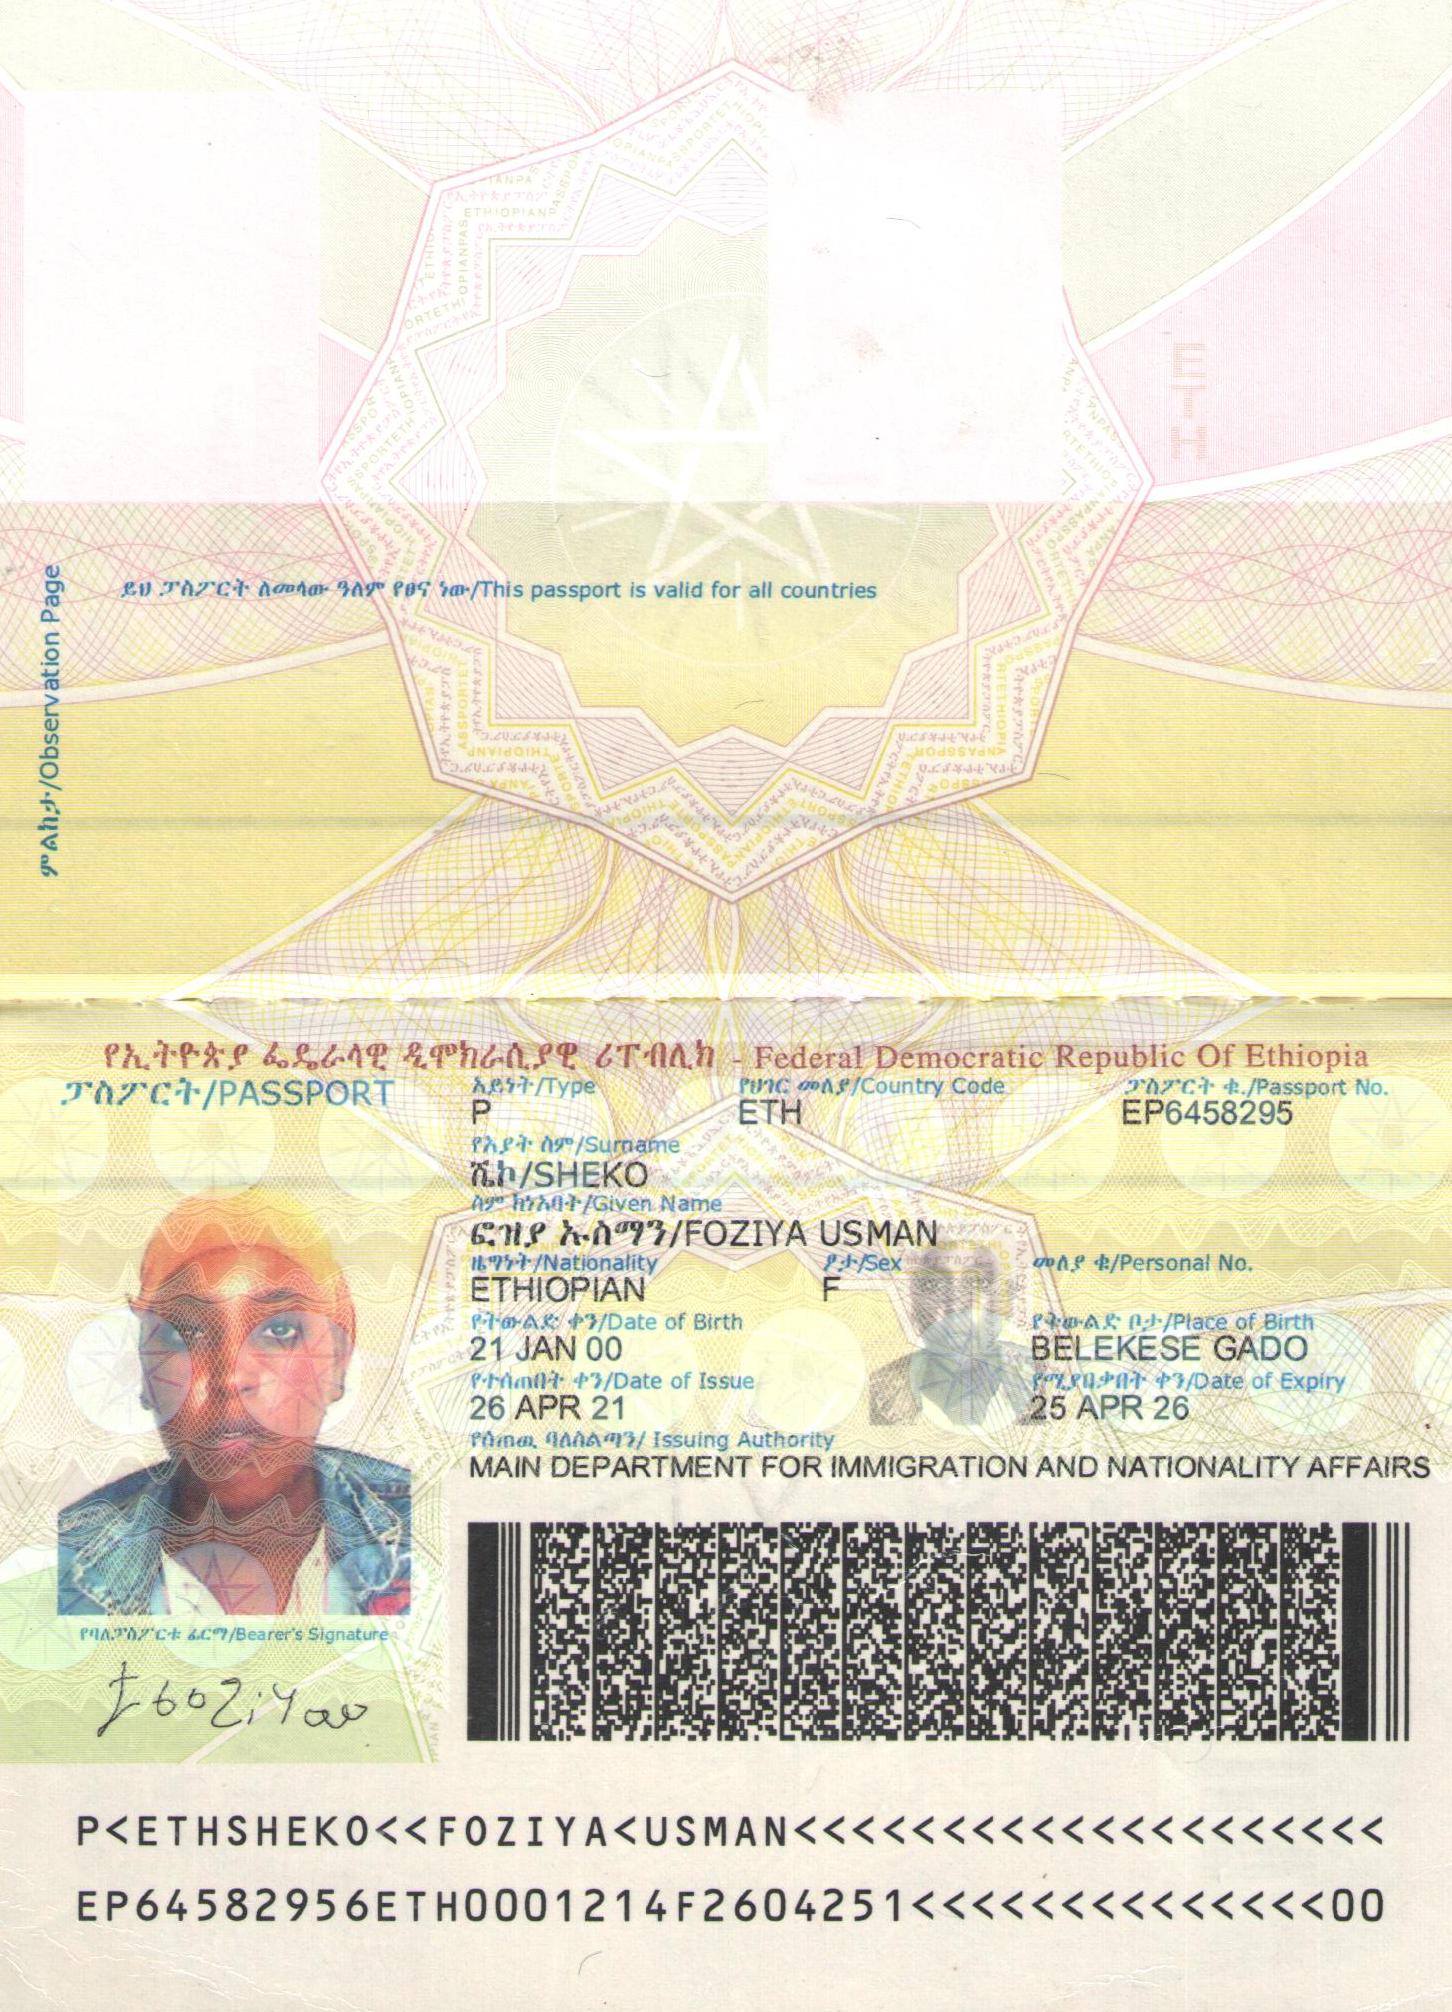 ይህ ፓስፖርት ለመላው ዓለም የፀና ነው/This passport is valid for all countries
ምልከታ/Observation Page
የኢትዮጵያ ፌዴራላዊ ዲሞክራሲያዊ ሪፐብሊክ - Federal Democratic Republic Of Ethiopia
ፓስፖርት/PASSPORT
አይነት/Type
የሀገር መለያ/Country Code
ፓስፖርት ቁ./Passport No.
P
ETH
EP6458295
የአያት ስም/Surname
ሼኮ/SHEKO
ስም ከነአባት/Given Name
ፎዝያ ኡስማን/FOZIYA USMAN
ዜግነት/Nationality
ፆታ/Sex
መለያ ቁ/Personal No.
ETHIOPIAN
F
የትውልድ ቀን/Date of Birth
የትውልድ ቦታ/Place of Birth
21 JAN 00
BELEKESE GADO
የተሰጠበት ቀን/Date of Issue
የሚያበቃበት ቀን/Date of Expiry
26 APR 21
25 APR 26
የሰጠዉ ባለስልጣን/ Issuing Authority
MAIN DEPARTMENT FOR IMMIGRATION AND NATIONALITY AFFAIRS
የባለፓስፖርቱ ፊርማ/Bearer's Signature
P<ETHSHEKO<<FOZIYA<USMAN<<<<<<<<<<<<<<<<<<<<
EP64582956ETH0001214F2604251<<<<<<<<<<<<<<00